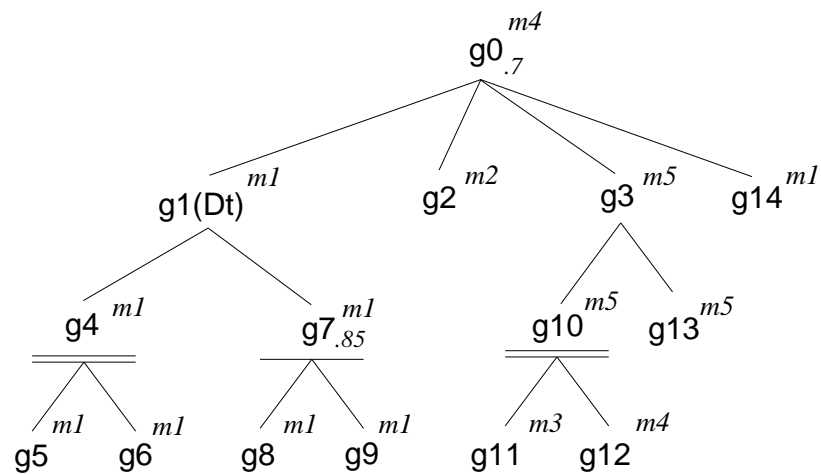 g0 .7 m4
g1(Dt) m1 g2 m2 g3 m5 g14 m1
g4 m1 g7 .85 m1 g10 m5 g13 m5
g5 m1 g6 m1 g8 m1 g9 m1 g11 m3 g12 m4